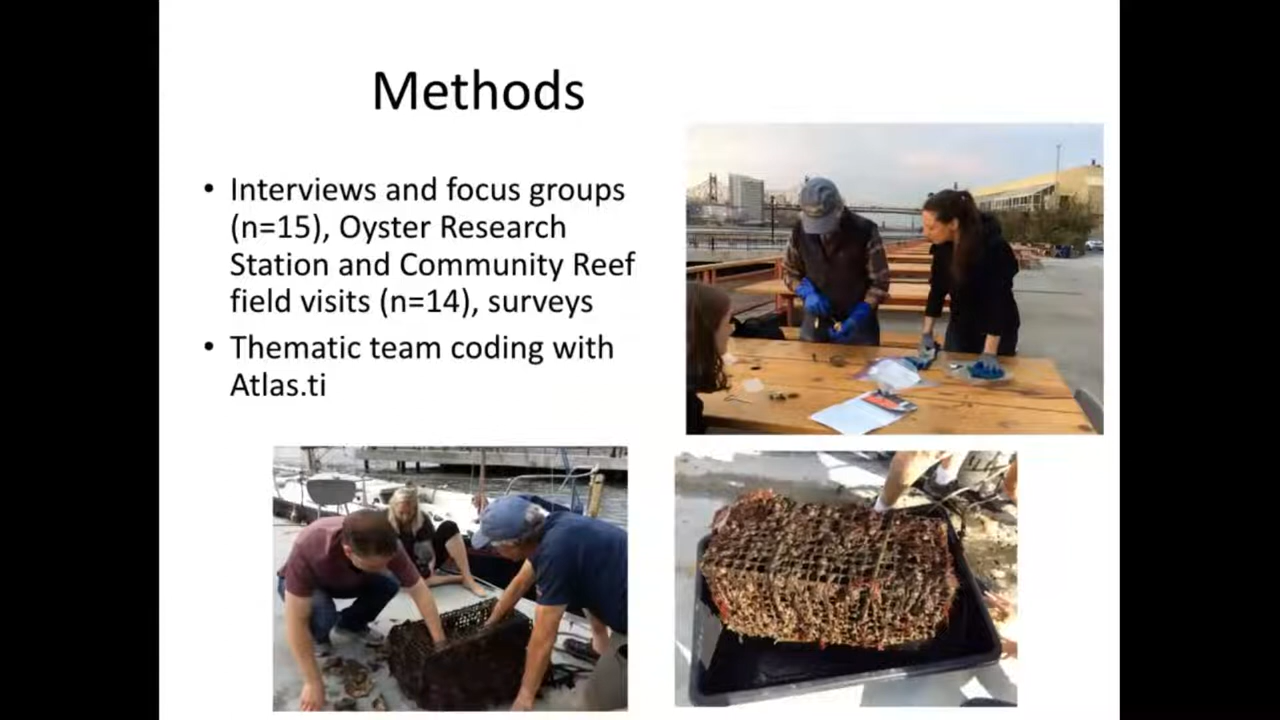 Methods
• Interviews and focus groups
(n=15), Oyster Research
Station and Community Reef
field visits (n=14), surveys
• Thematic team coding with
Atlas.ti